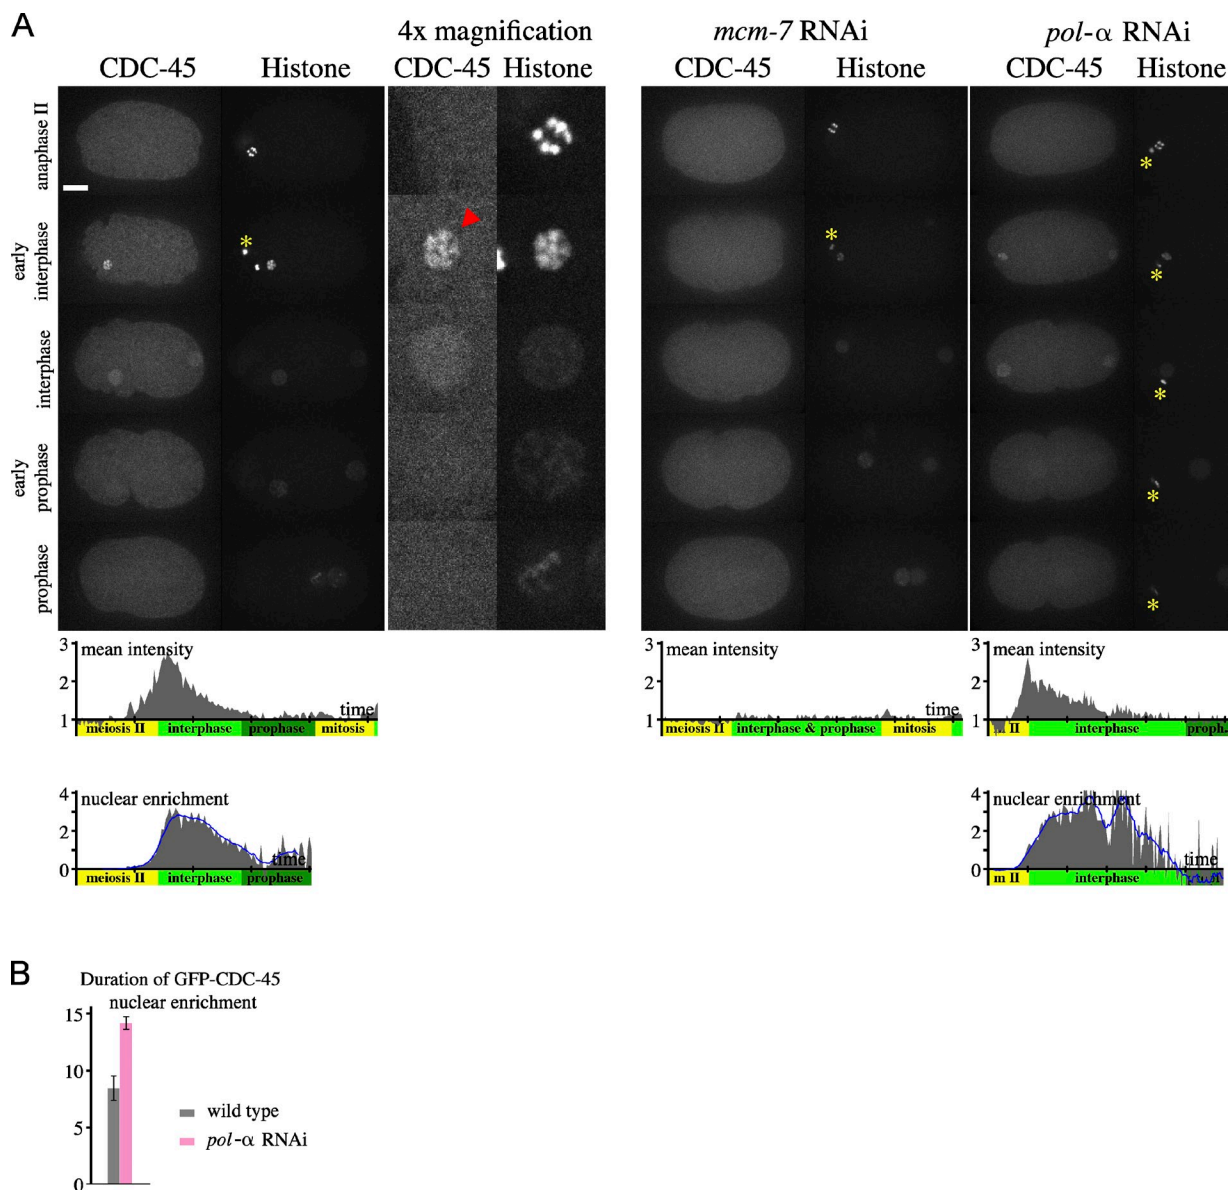 A
4x magnification
mcm-7 RNAi
pol-α RNAi
CDC-45 Histone CDC-45 Histone CDC-45 Histone CDC-45 Histone
anaphase II
early interphase
*
*
*
*
interphase
*
early prophase
*
prophase
*
3 mean intensity
2
1 time
meiosis II interphase prophase mitosis
3 mean intensity
2
1 time
meiosis II interphase & prophase mitosis
3 mean intensity
2
1
m II interphase proph.
4 nuclear enrichment
2
0 time
meiosis II interphase prophase
4 nuclear enrichment
2
0 time
m II interphase
B
Duration of GFP-CDC-45
nuclear enrichment
15
10
5
0
wild type
pol-α RNAi